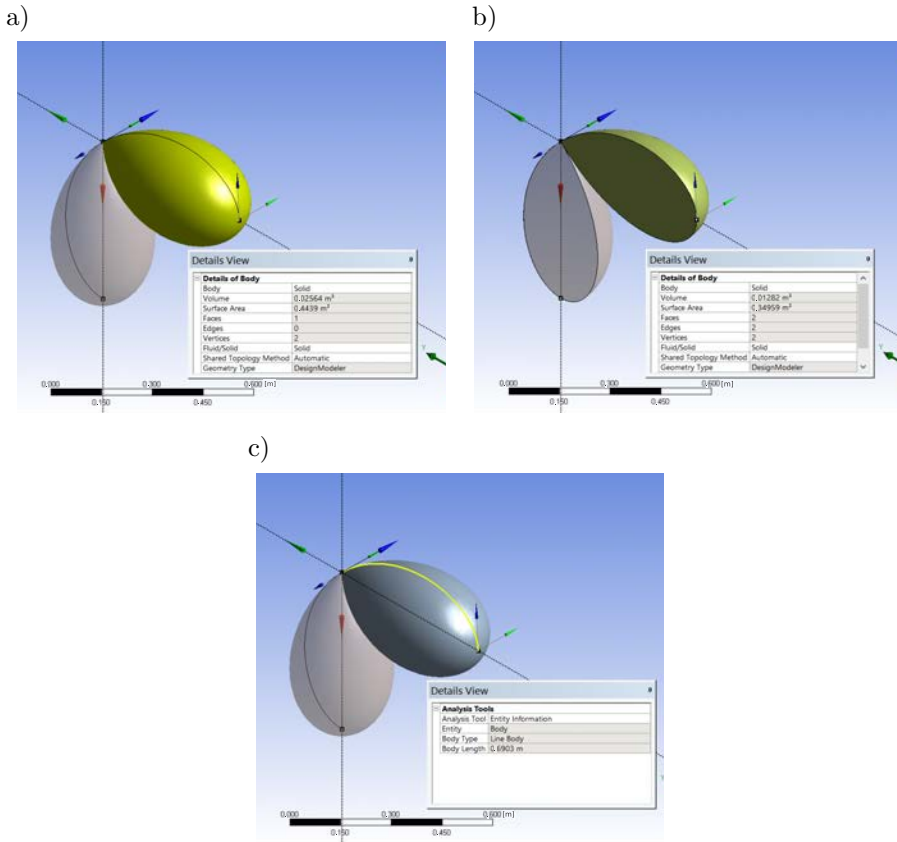 a)
b)
Details View
Details of Body
Body Solid
Volume 0.02564 m³
Surface Area 0.4439 m²
Faces 1
Edges 0
Vertices 2
Fluid/Solid Solid
Shared Topology Method Automatic
Geometry Type DesignModeler
0.000 0.300 0.600 [m]
0.150 0.450
Y
Details View
Details of Body
Body Solid
Volume 0.01282 m³
Surface Area 0.34959 m²
Faces 2
Edges 2
Vertices 2
Fluid/Solid Solid
Shared Topology Method Automatic
Geometry Type DesignModeler
0.000 0.300 0.600 [m]
0.150 0.450
Y
c)
Details View
Analysis Tools
Analysis Tool Entity Information
Entity Body
Body Type Line Body
Body Length 0.6903 m
0.000 0.300 0.600 [m]
0.150 0.450